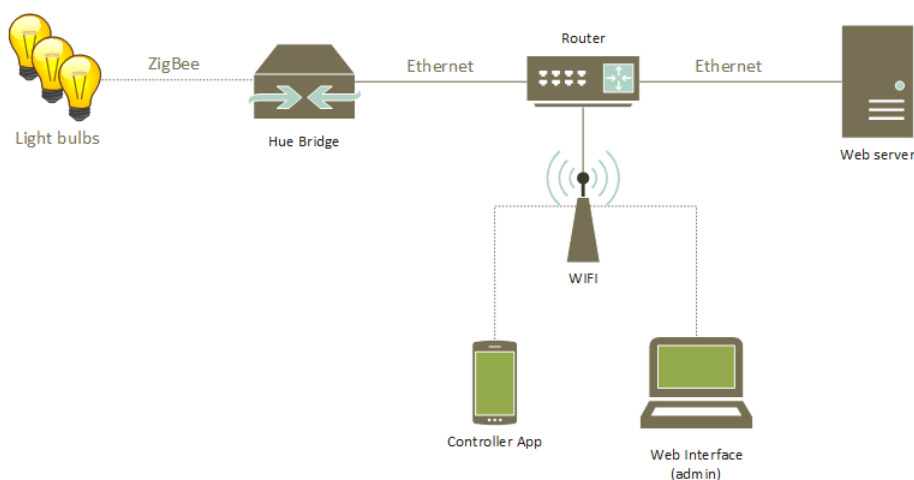 Router
ZigBee
Ethernet
Ethernet
Light bulbs
Hue Bridge
Web server
WIFI
Controller App
Web Interface
(admin)